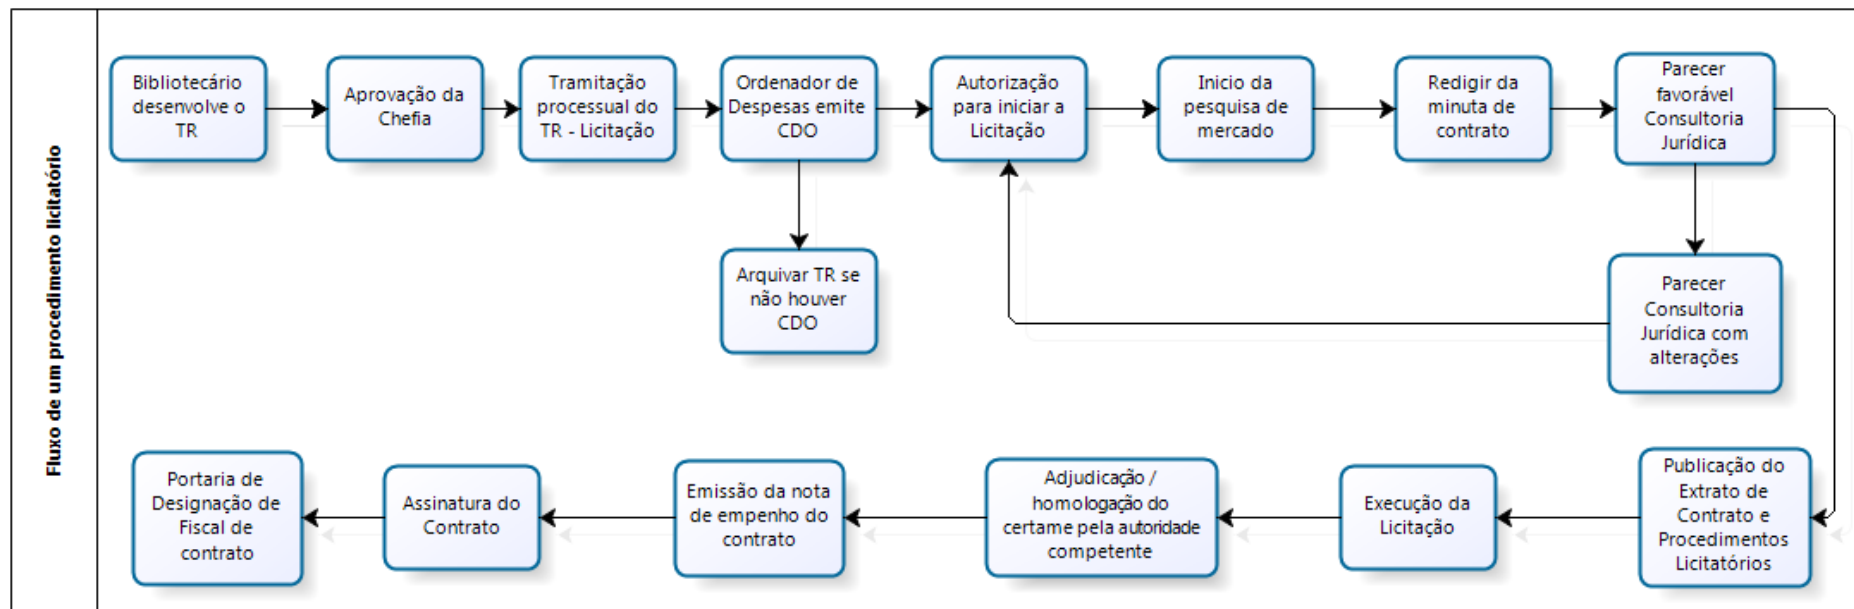 Fluxo de um procedimento licitatório
Bibliotecário
desenvolve o
TR
Aprovação da
Chefia
Tramitação
processual do
TR - Licitação
Ordenador de
Despesas emite
CDO
Autorização
para iniciar a
Licitação
Inicio da
pesquisa de
mercado
Redigir da
minuta de
contrato
Parecer
favorável
Consultoria
Jurídica
Arquivar TR se
não houver
CDO
Parecer
Consultoria
Jurídica com
alterações
Portaria de
Designação de
Fiscal de
contrato
Assinatura do
Contrato
Emissão da nota
de empenho do
contrato
Adjudicação /
homologação do
certame pela autoridade
competente
Execução da
Licitação
Publicação do
Extrato de
Contrato e
Procedimentos
Licitatórios